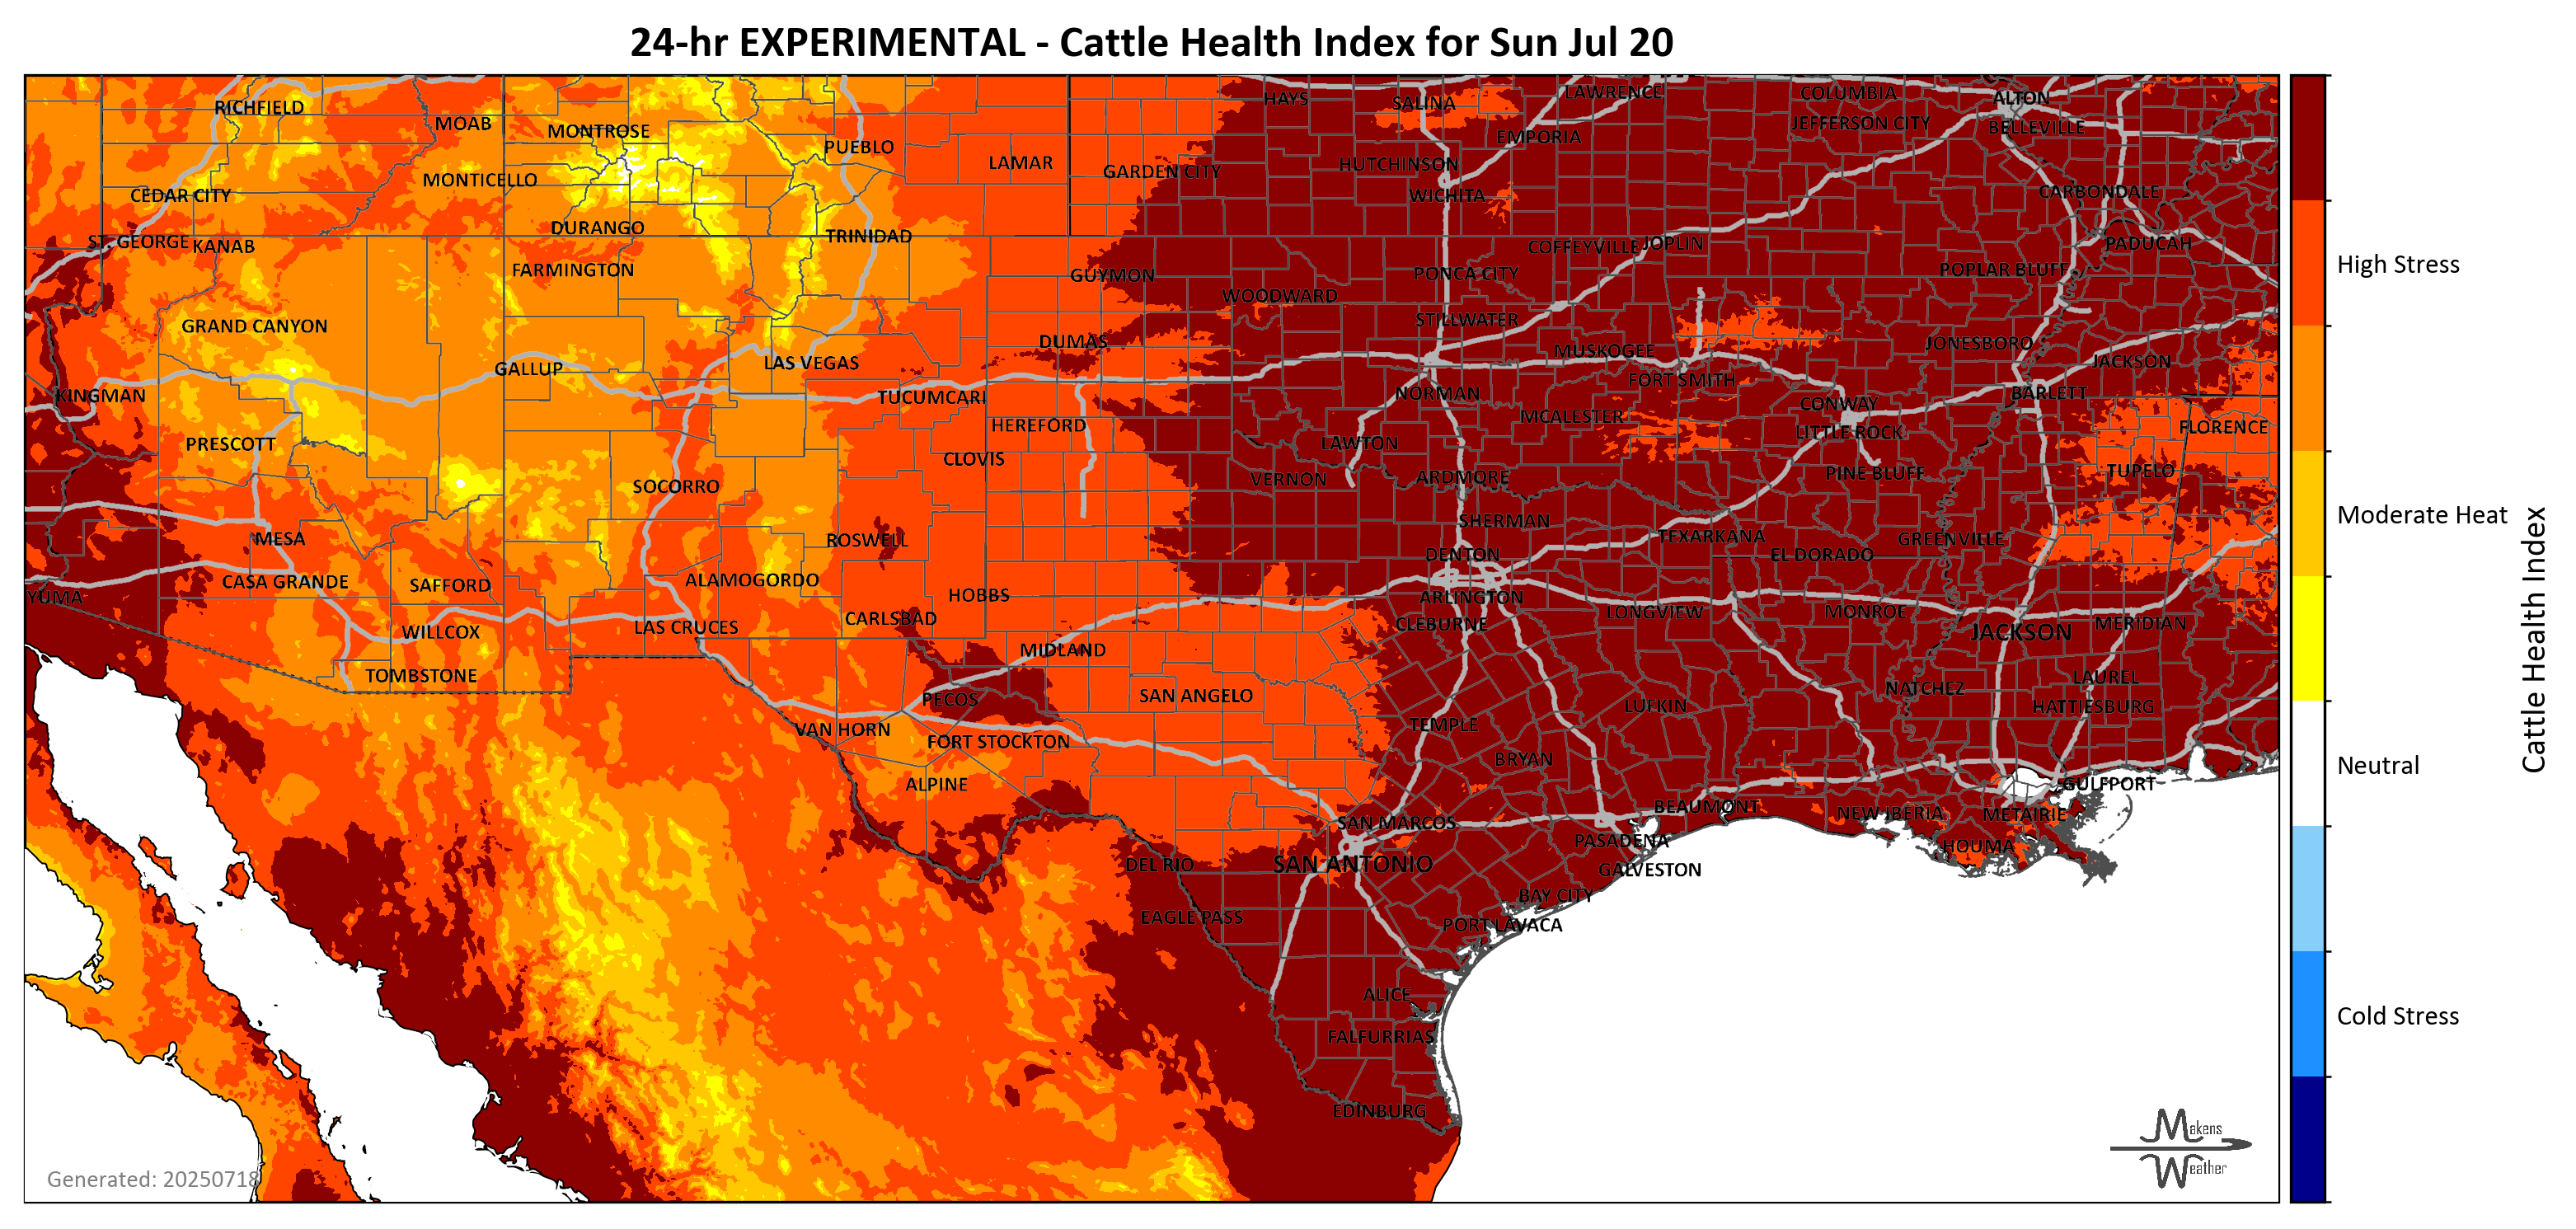 24-hr EXPERIMENTAL - Cattle Health Index for Sun Jul 20
HAYS
SALINA
LAWRENCE
COLUMBIA
ALTON
RICHFIELD
MOAB
MONTROSE
PUEBLO
EMPORIA
JEFFERSON CITY
BELLEVILLE
LAMAR
GARDEN CITY
HUTCHINSON
MONTICELLO
CEDAR CITY
WICHITA
CARBONDALE
DURANGO
TRINIDAD
ST. GEORGE
KANAB
COFFEYVILLE
JOPLIN
PADUCAH
High Stress
FARMINGTON
GUYMON
PONCA CITY
POPLAR BLUFF
WOODWARD
GRAND CANYON
STILLWATER
DUMAS
MUSKOGEE
JONESBORO
GALLUP
LAS VEGAS
JACKSON
FORT SMITH
KINGMAN
TUCUMCARI
NORMAN
BARLETT
CONWAY
HEREFORD
MCALESTER
FLORENCE
PRESCOTT
LAWTON
LITTLE ROCK
CLOVIS
TUPELO
SOCORRO
VERNON
ARDMORE
PINE BLUFF
Moderate Heat
SHERMAN
MESA
ROSWELL
TEXARKANA
GREENVILLE
DENTON
EL DORADO
CASA GRANDE
SAFFORD
ALAMOGORDO
YUMA
HOBBS
ARLINGTON
LONGVIEW
MONROE
CARLSBAD
CLEBURNE
MERIDIAN
WILLCOX
LAS CRUCES
JACKSON
MIDLAND
TOMBSTONE
LAUREL
PECOS
SAN ANGELO
NATCHEZ
LUFKIN
HATTIESBURG
VAN HORN
TEMPLE
FORT STOCKTON
BRYAN
Neutral
ALPINE
GULFPORT
BEAUMONT
NEW IBERIA
METAIRIE
SAN MARCOS
PASADENA
HOUMA
DEL RIO
SAN ANTONIO
GALVESTON
BAY CITY
EAGLE PASS
PORT LAVACA
ALICE
Cold Stress
FALFURRIAS
EDINBURG
Cattle Health Index
Makens
Weather
Generated: 20250718